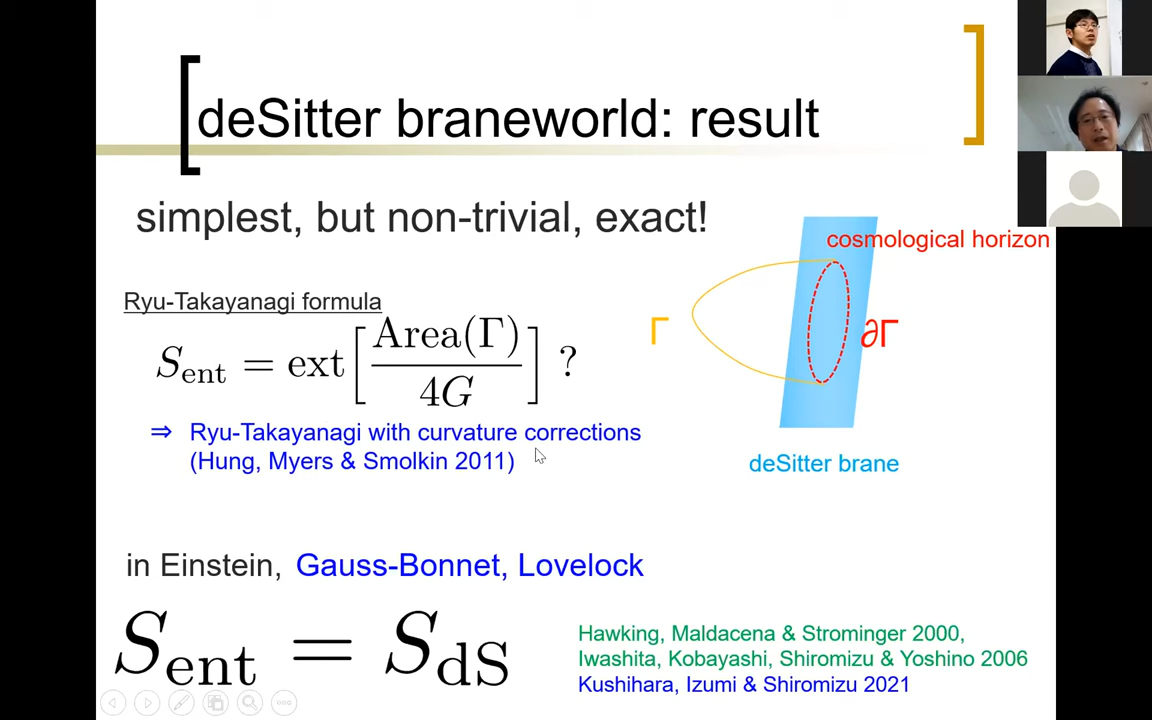 deSitter braneworld: result
simplest, but non-trivial, exact!
cosmological horizon
Ryu-Takayanagi formula
S_ent = ext[Area(Γ)/4G] ?
Γ
∂Γ
⇒ Ryu-Takayanagi with curvature corrections
(Hung, Myers & Smolkin 2011)
deSitter brane
in Einstein, Gauss-Bonnet, Lovelock
S_ent = S_dS
Hawking, Maldacena & Strominger 2000,
Iwashita, Kobayashi, Shiromizu & Yoshino 2006
Kushihara, Izumi & Shiromizu 2021